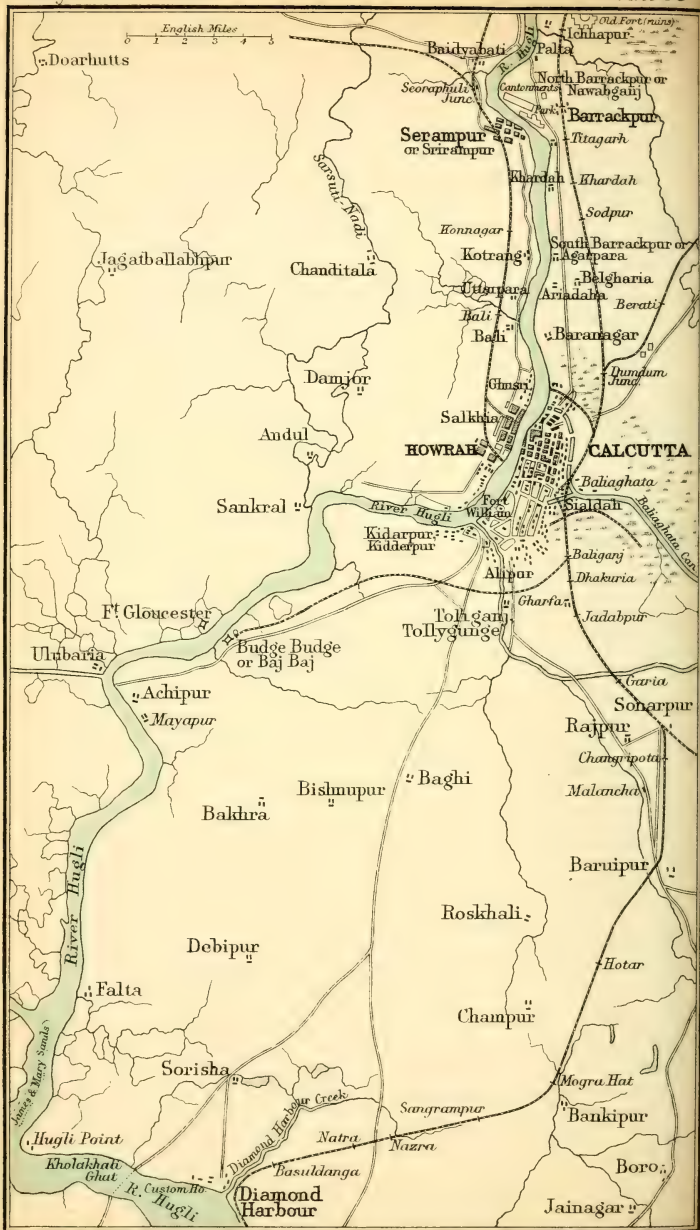 English Miles
1 0 1 2 3 4 5
Old Fort (ruins)
Ichhapur
Baidyabati
R. Hugli
Palta
Doarhutts
North Barrackpur or
Nawabganj
Seoraphuli
Junc.
Cantonments
Park
Barrackpur
Serampur
or Srirampur
Titagarh
Sarsuti-Nadi
Khardah
Khardah
Sodpur
Konnagar
South Barrackpur or
Agarpara
Kotrang
Jagatballabhpur
Chanditala
Belgharia
Uttarpara
Ariadaha
Berati
Bali
Bali
Baranagar
Damjor
Ghusri
Dumdum
Junc.
Salkhia
Andul
HOWRAH
CALCUTTA
Baliaghata
Sankral
River Hugli
Fort
William
Sialdah
Baliaghata Can.
Kidarpur
Kidderpur
Baliganj
Alipur
Dhakuria
Gharfa
Ft. Gloucester
Toliganj
Tollygunge
Jadabpur
Budge Budge
or Baj Baj
Ulubaria
Garia
Achipur
Mayapur
Sonarpur
Rajpur
Changripota
Baghi
Bishnupur
Malancha
Bakhra
River Hugli
Baruipur
Roskhali
Debipur
Hotar
Falta
Champur
James & Mary Sands
Sorisha
Mogra Hat
Diamond Harbour Creek
Sangrampur
Bankipur
Hugli Point
Natra
Nazra
Kholakhali
Ghat
Basuldanga
Boro
R. Hugli
Custom Ho.
Diamond
Harbour
Jainagar